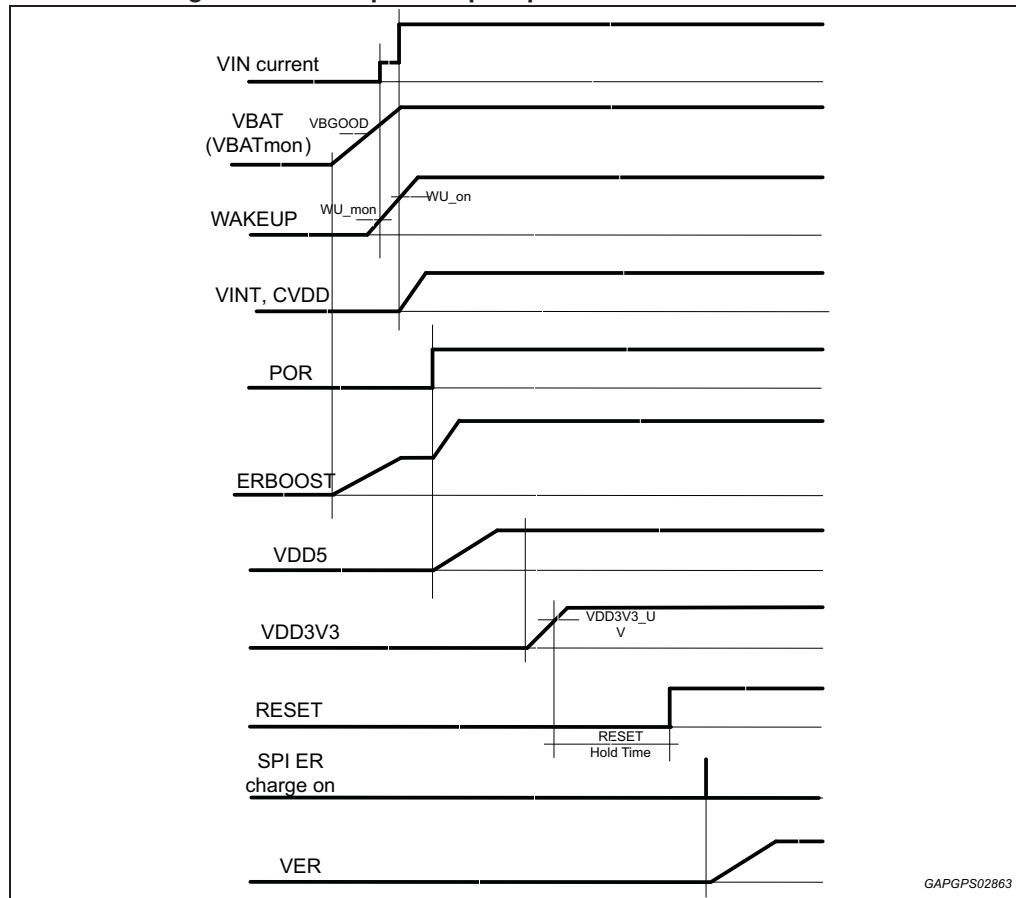 VIN current
VBAT
(VBATmon)
VBGOOD
WAKEUP
WU_mon
WU_on
VINT, CVDD
POR
ERBOOST
VDD5
VDD3V3
VDD3V3_U
V
RESET
RESET
Hold Time
SPI ER
charge on
VER
GAPGPS02863